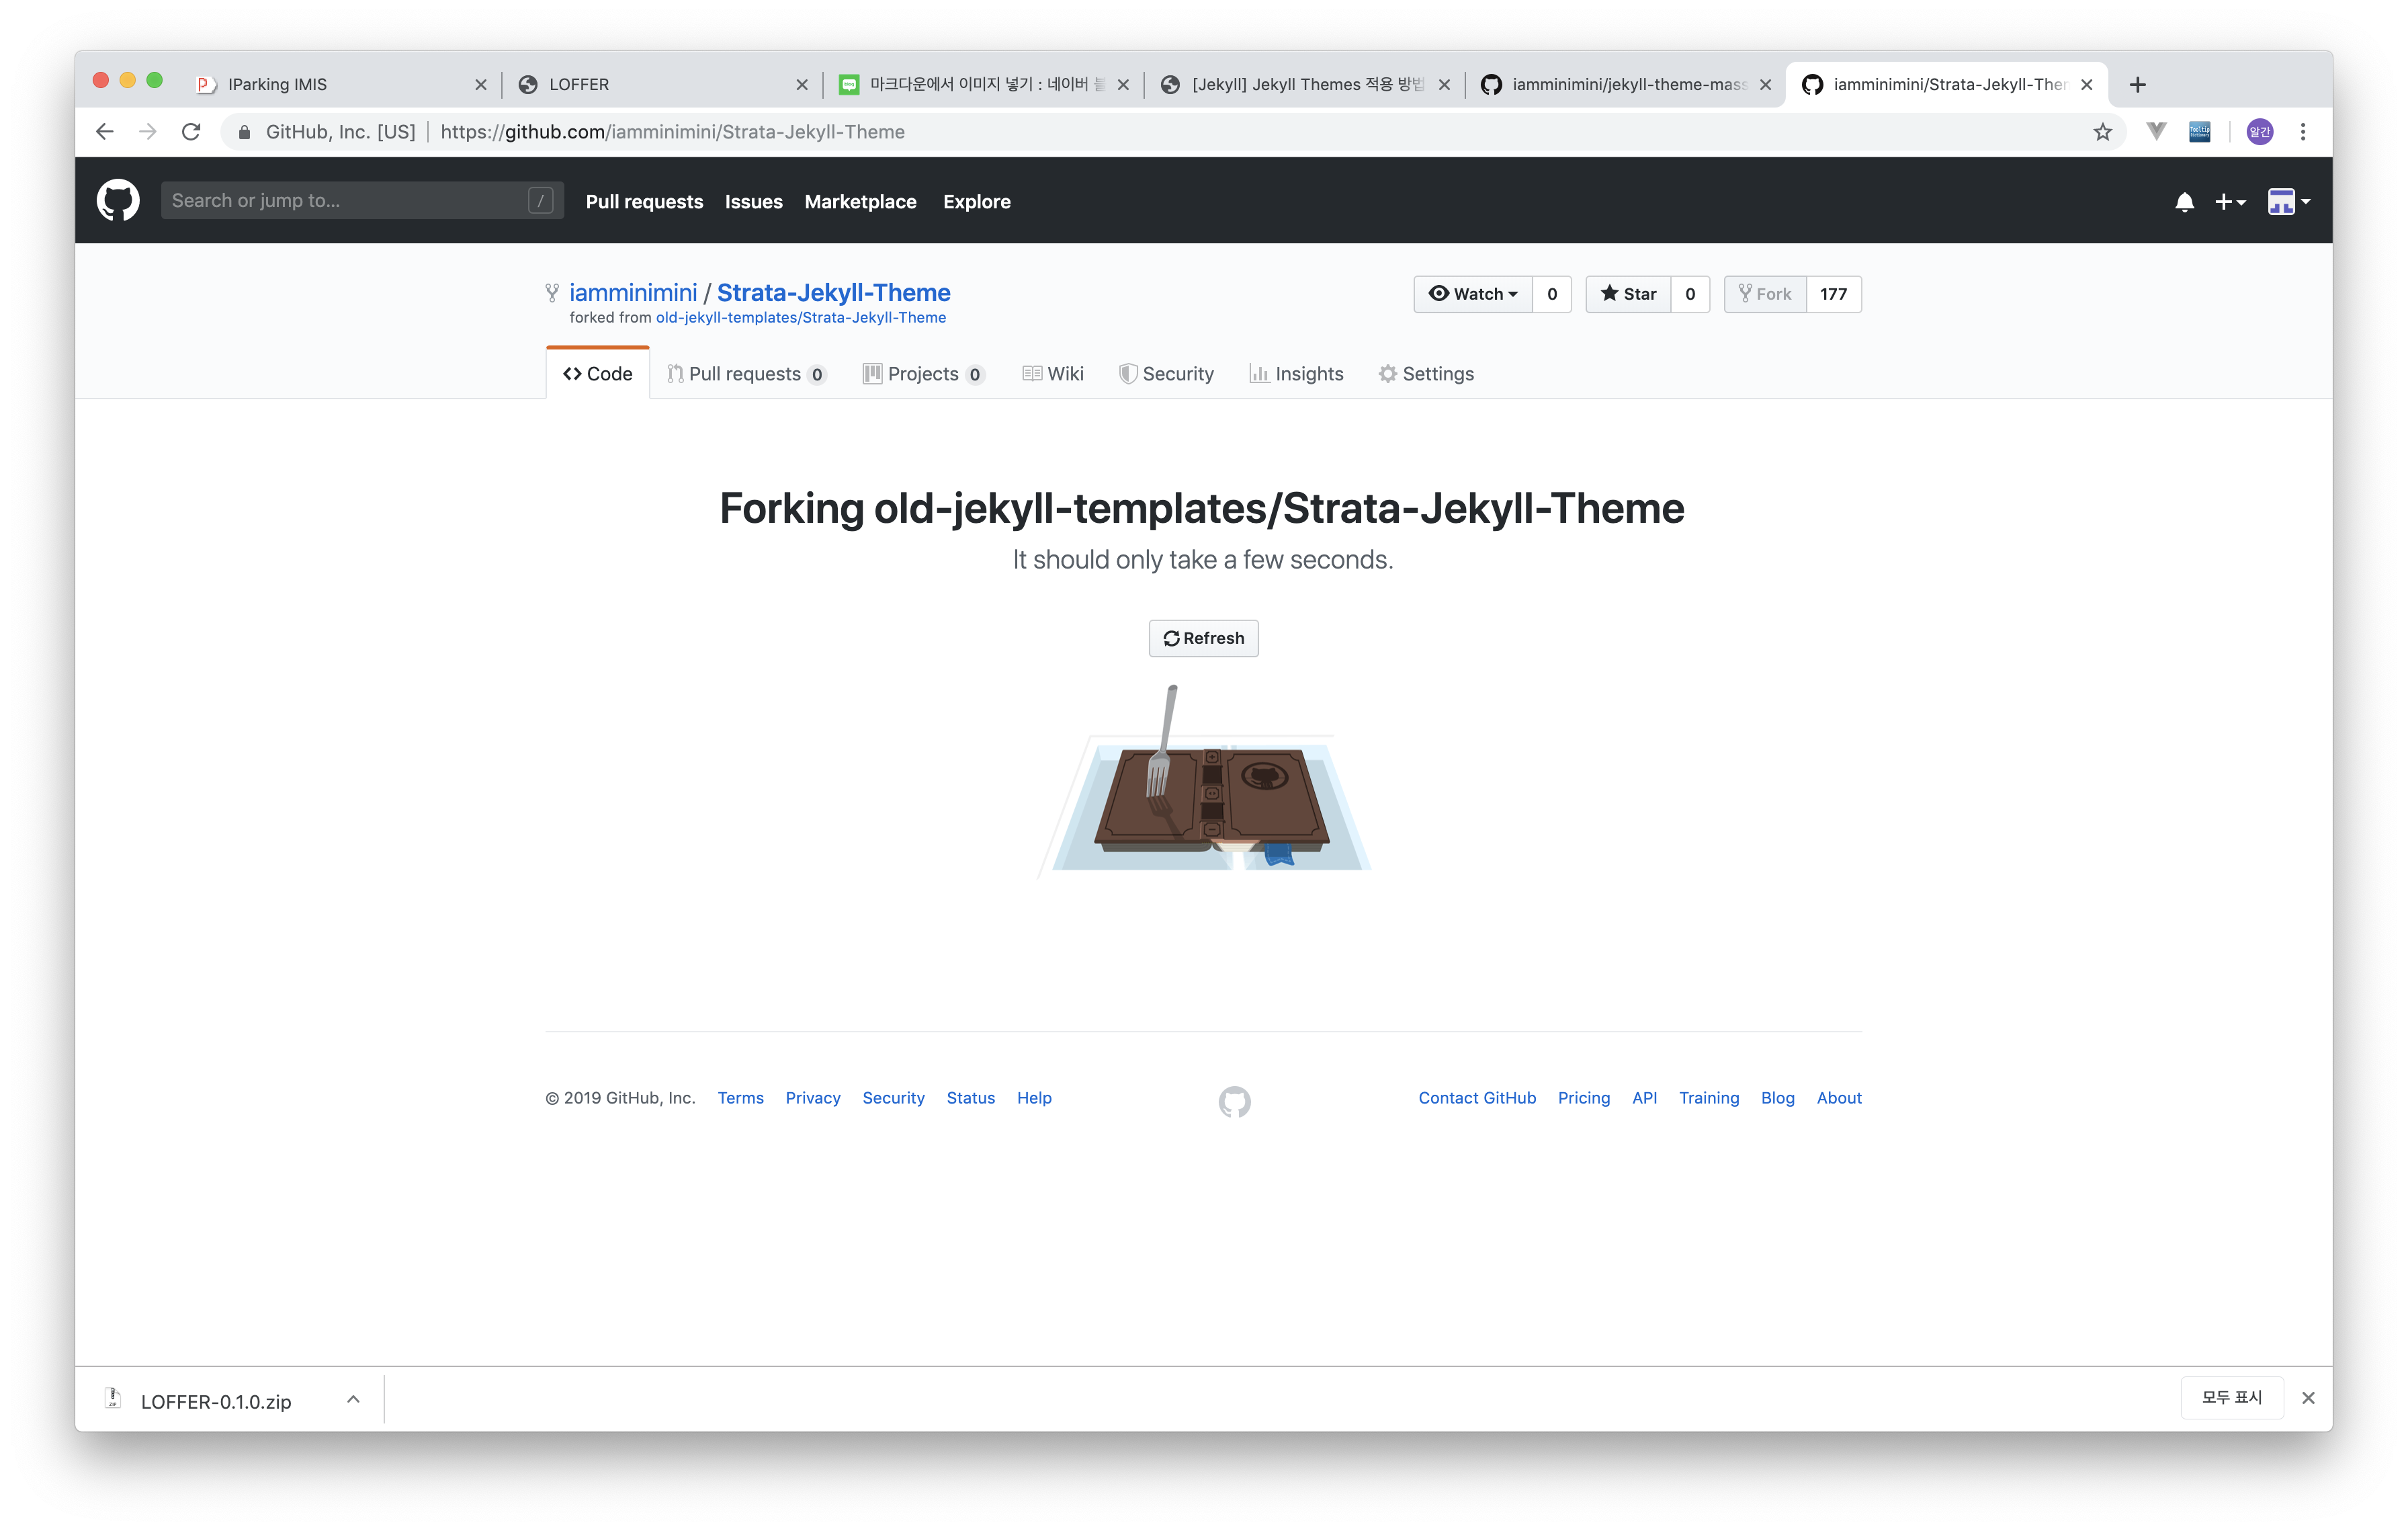 IParking IMIS
LOFFER
마크다운에서 이미지 넣기 : 네이버 블
[Jekyll] Jekyll Themes 적용 방법
iamminimini/jekyll-theme-mass
iamminimini/Strata-Jekyll-Then
GitHub, Inc. [US] | https://github.com/iamminimini/Strata-Jekyll-Theme
알간
Search or jump to... /
Pull requests Issues Marketplace Explore
iamminimini / Strata-Jekyll-Theme
Watch 0 Star 0 Fork 177
forked from old-jekyll-templates/Strata-Jekyll-Theme
Code Pull requests 0 Projects 0 Wiki Security Insights Settings
Forking old-jekyll-templates/Strata-Jekyll-Theme
It should only take a few seconds.
Refresh
© 2019 GitHub, Inc. Terms Privacy Security Status Help Contact GitHub Pricing API Training Blog About
LOFFER-0.1.0.zip
모두 표시